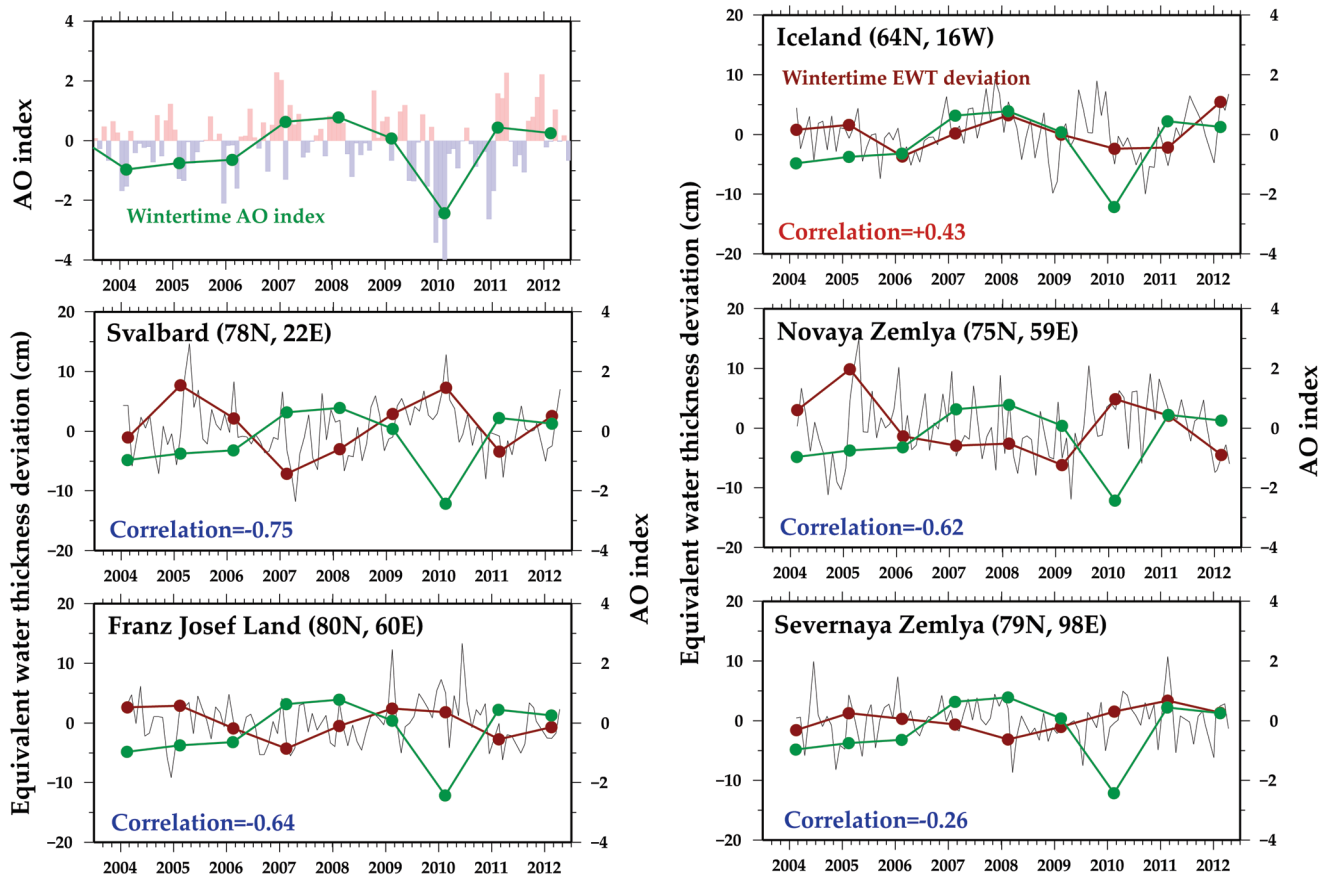 AO index
4
2
0
−2
−4
Wintertime AO index
2004 2005 2006 2007 2008 2009 2010 2011 2012
Equivalent water thickness deviation (cm)
20
10
0
−10
−20
Svalbard (78N, 22E)
Correlation=-0.75
4
2
0
−2
−4
2004 2005 2006 2007 2008 2009 2010 2011 2012
AO index
20
10
0
−10
−20
Franz Josef Land (80N, 60E)
Correlation=-0.64
4
2
0
−2
−4
2004 2005 2006 2007 2008 2009 2010 2011 2012
Equivalent water thickness deviation (cm)
20
10
0
−10
−20
Iceland (64N, 16W)
Wintertime EWT deviation
Correlation=+0.43
4
2
0
−2
−4
2004 2005 2006 2007 2008 2009 2010 2011 2012
20
10
0
−10
−20
Novaya Zemlya (75N, 59E)
Correlation=-0.62
4
2
0
−2
−4
2004 2005 2006 2007 2008 2009 2010 2011 2012
AO index
20
10
0
−10
−20
Severnaya Zemlya (79N, 98E)
Correlation=-0.26
4
2
0
−2
−4
2004 2005 2006 2007 2008 2009 2010 2011 2012